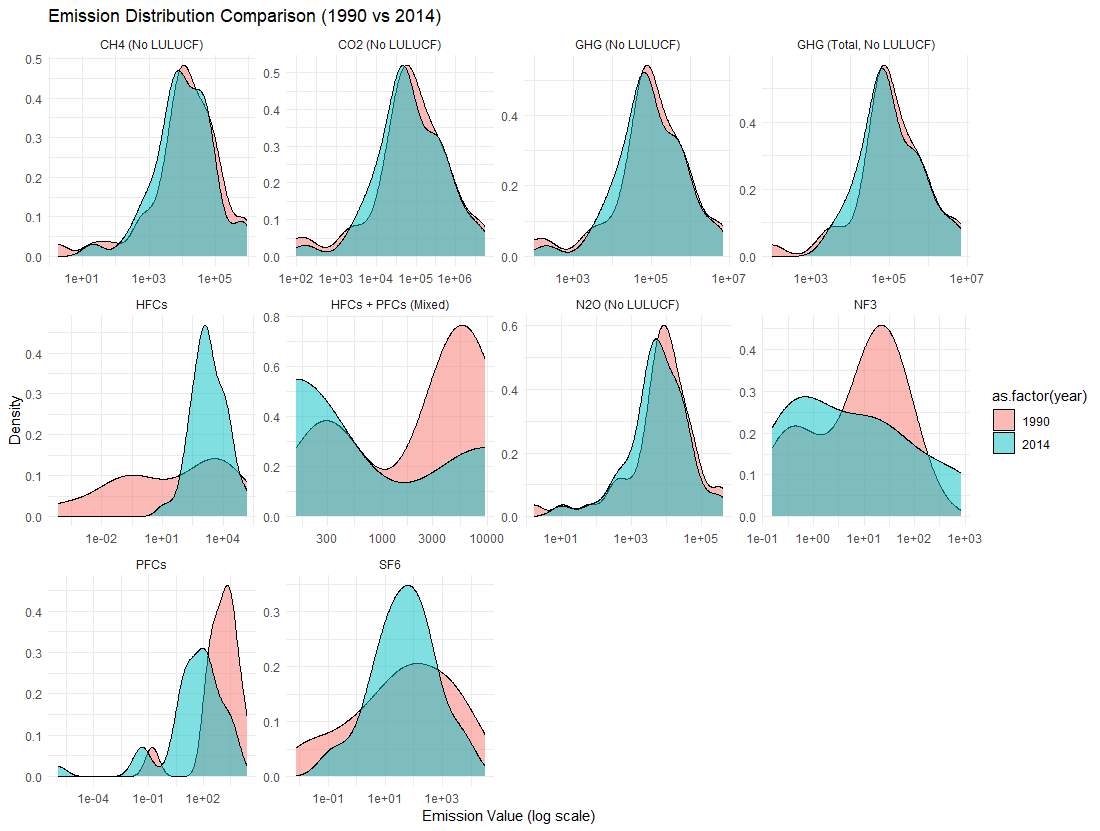 Emission Distribution Comparison (1990 vs 2014)
CH4 (No LULUCF)
CO2 (No LULUCF)
GHG (No LULUCF)
GHG (Total, No LULUCF)
0.5
0.4
0.3
0.2
0.1
0.0
1e+01
1e+03
1e+05
0.5
0.4
0.3
0.2
0.1
0.0
1e+02
1e+03
1e+04
1e+05
1e+06
0.4
0.2
0.0
1e+03
1e+05
1e+07
0.4
0.2
0.0
1e+03
1e+05
1e+07
HFCs
HFCs + PFCs (Mixed)
N2O (No LULUCF)
NF3
0.4
0.3
0.2
0.1
0.0
1e-02
1e+01
1e+04
0.8
0.6
0.4
0.2
0.0
300
1000
3000
10000
0.6
0.4
0.2
0.0
1e+01
1e+03
1e+05
0.4
0.3
0.2
0.1
0.0
1e-01
1e+00
1e+01
1e+02
1e+03
PFCs
SF6
0.4
0.3
0.2
0.1
0.0
1e-04
1e-01
1e+02
0.3
0.2
0.1
0.0
1e-01
1e+01
1e+03
Density
Emission Value (log scale)
as.factor(year)
1990
2014